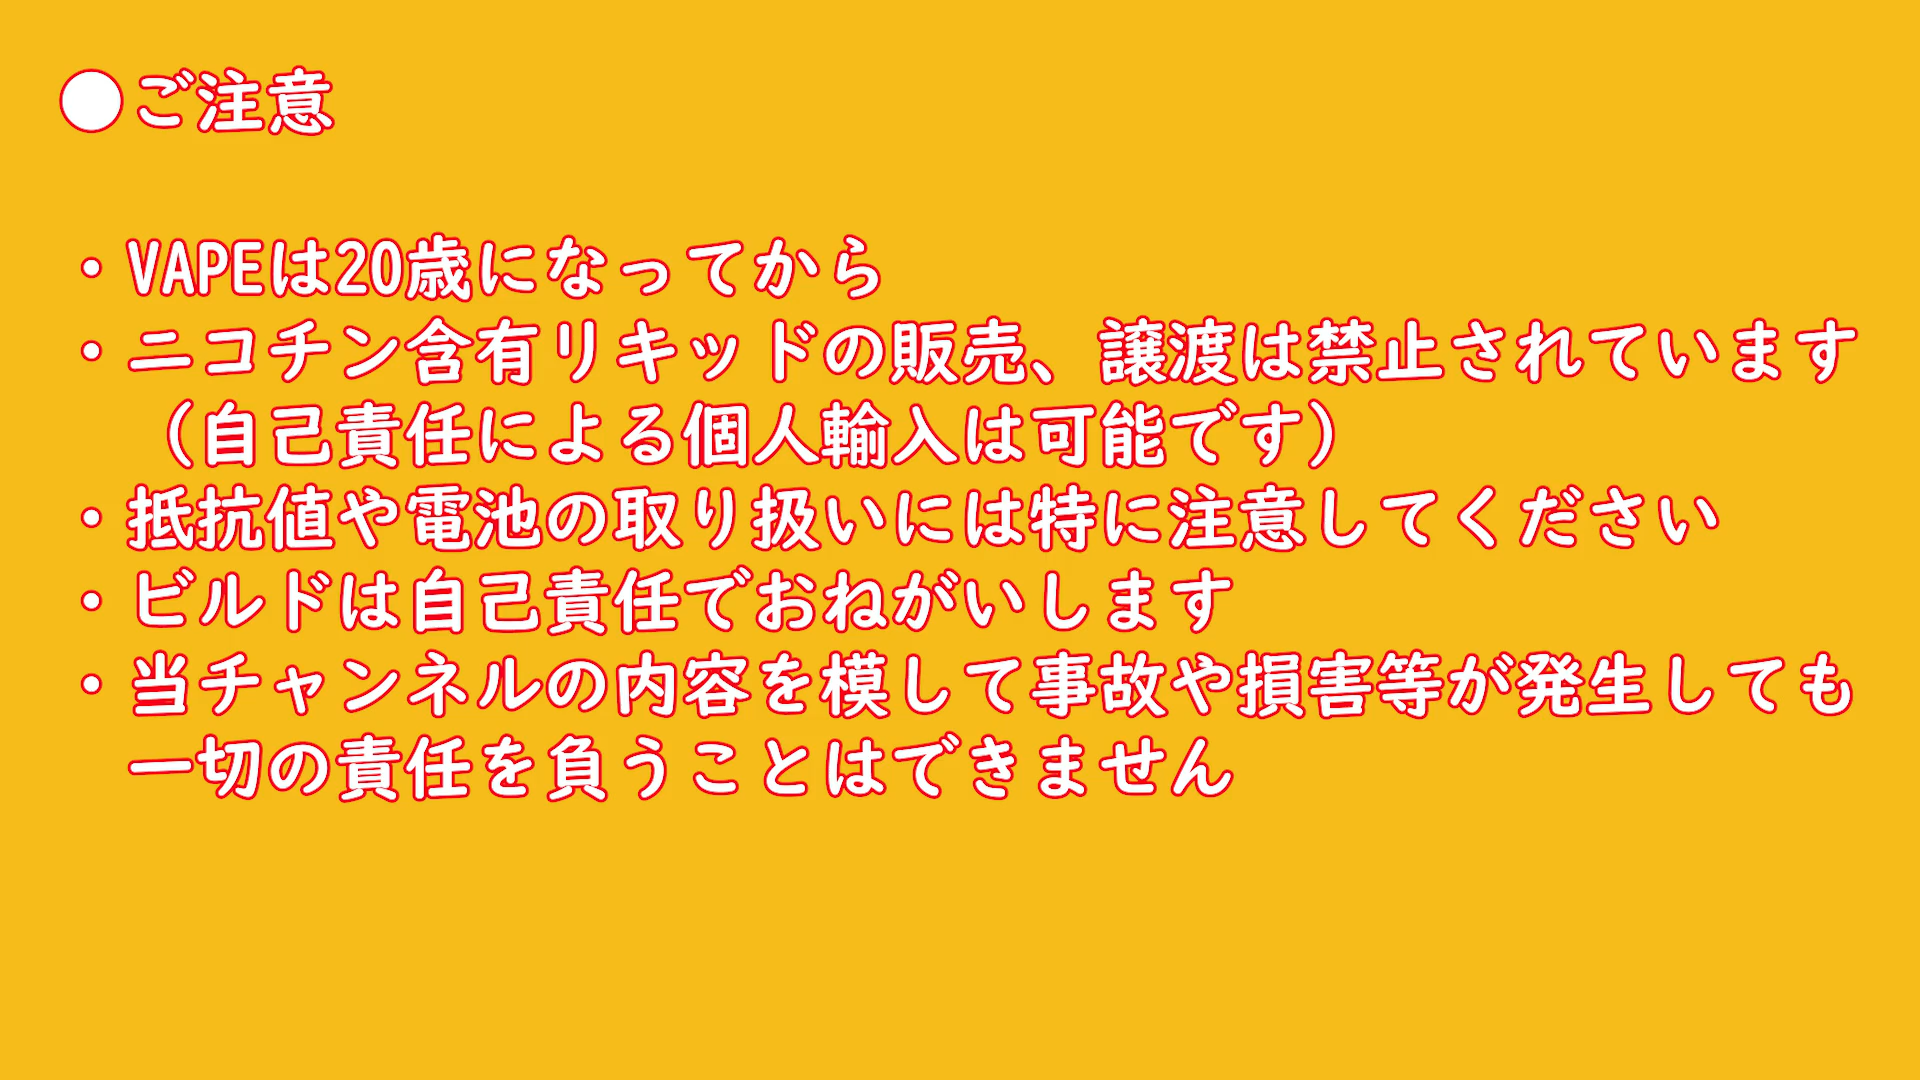 ●ご注意
・VAPEは20歳になってから
・ニコチン含有リキッドの販売、譲渡は禁止されています
（自己責任による個人輸入は可能です）
・抵抗値や電池の取り扱いには特に注意してください
・ビルドは自己責任でおねがいします
・当チャンネルの内容を模して事故や損害等が発生しても
一切の責任を負うことはできません